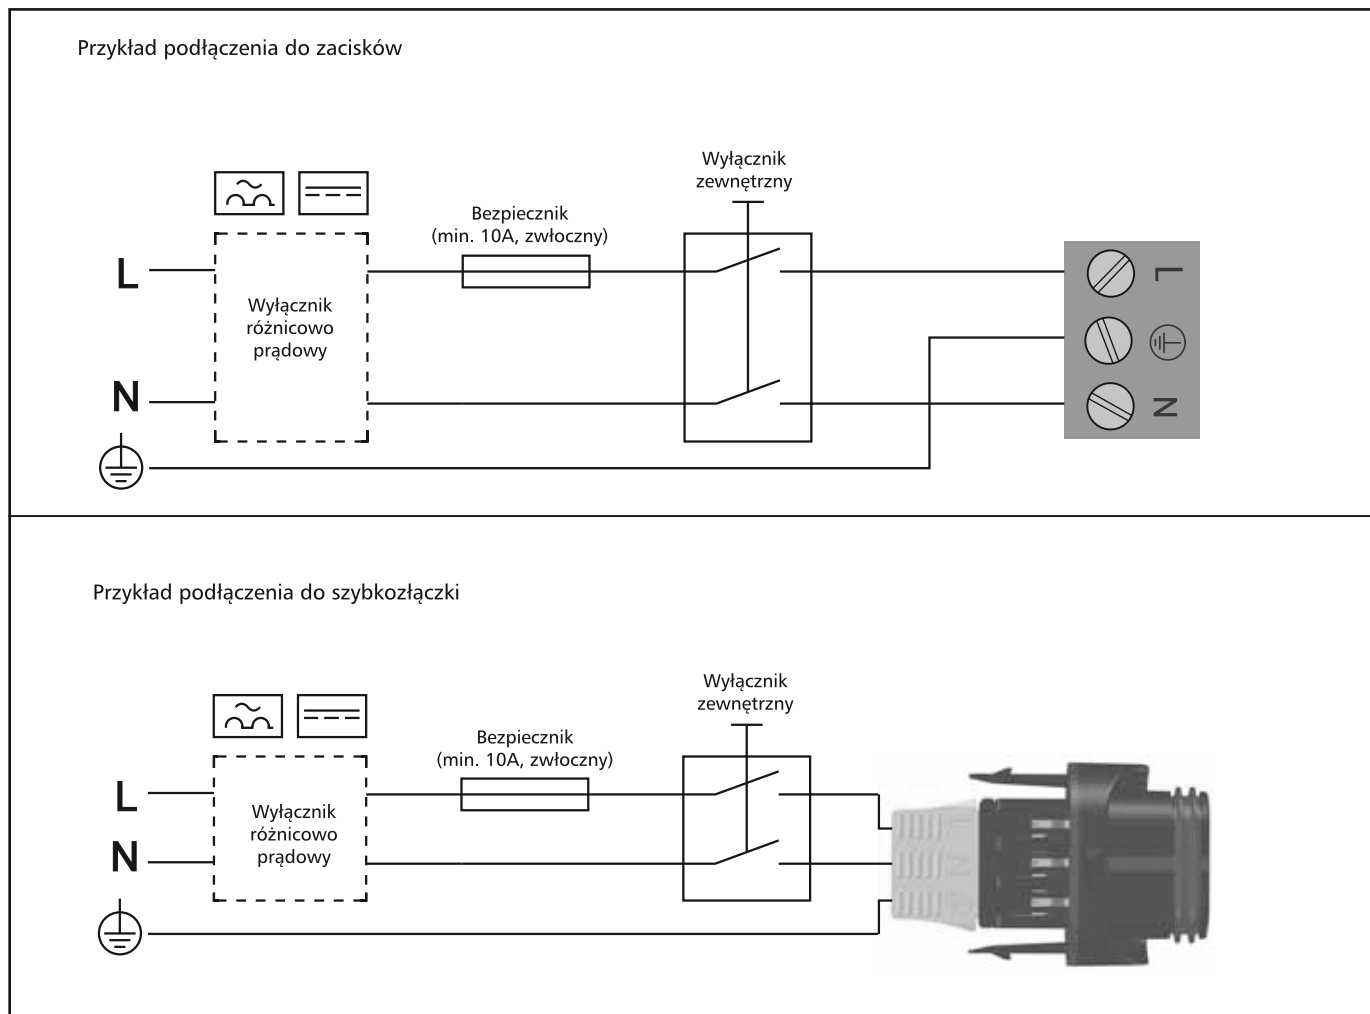 Przykład podłączenia do zacisków
Wyłącznik
zewnętrzny
Bezpiecznik
(min. 10A, zwłoczny)
L
L
Wyłącznik
różnicowo
prądowy
N
N
Przykład podłączenia do szybkozłączki
Wyłącznik
zewnętrzny
Bezpiecznik
(min. 10A, zwłoczny)
L
Wyłącznik
różnicowo
prądowy
N